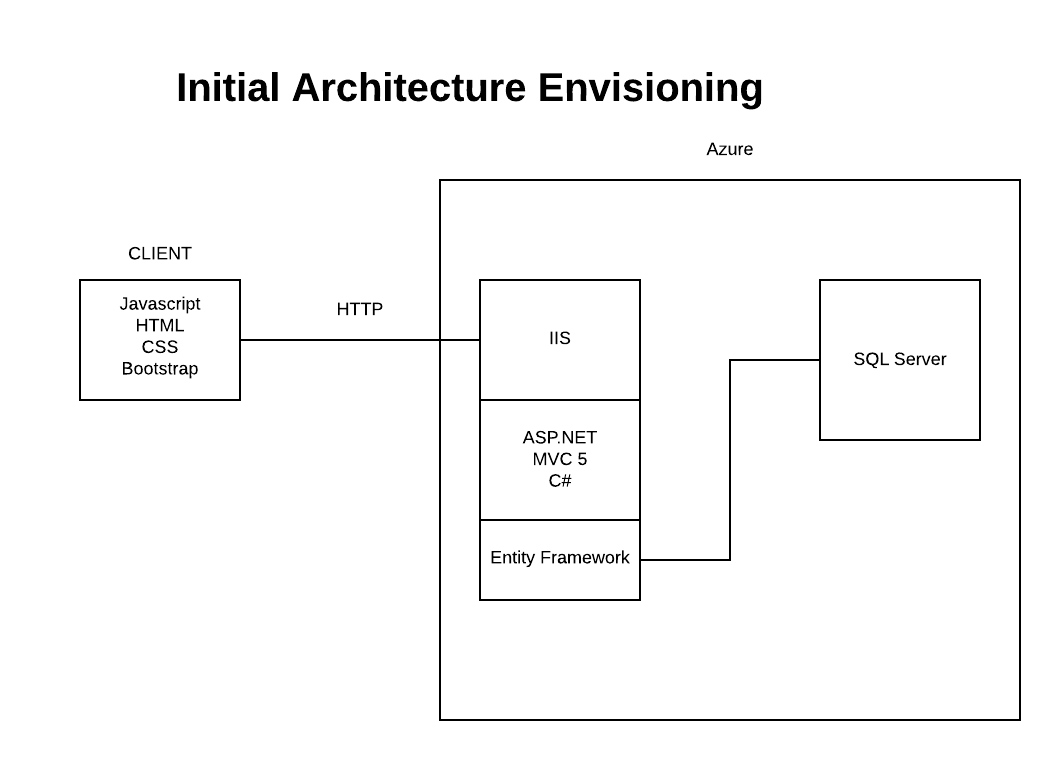 Initial Architecture Envisioning
Azure
CLIENT
Javascript
HTML
CSS
Bootstrap
HTTP
IIS
ASP.NET
MVC 5
C#
Entity Framework
SQL Server